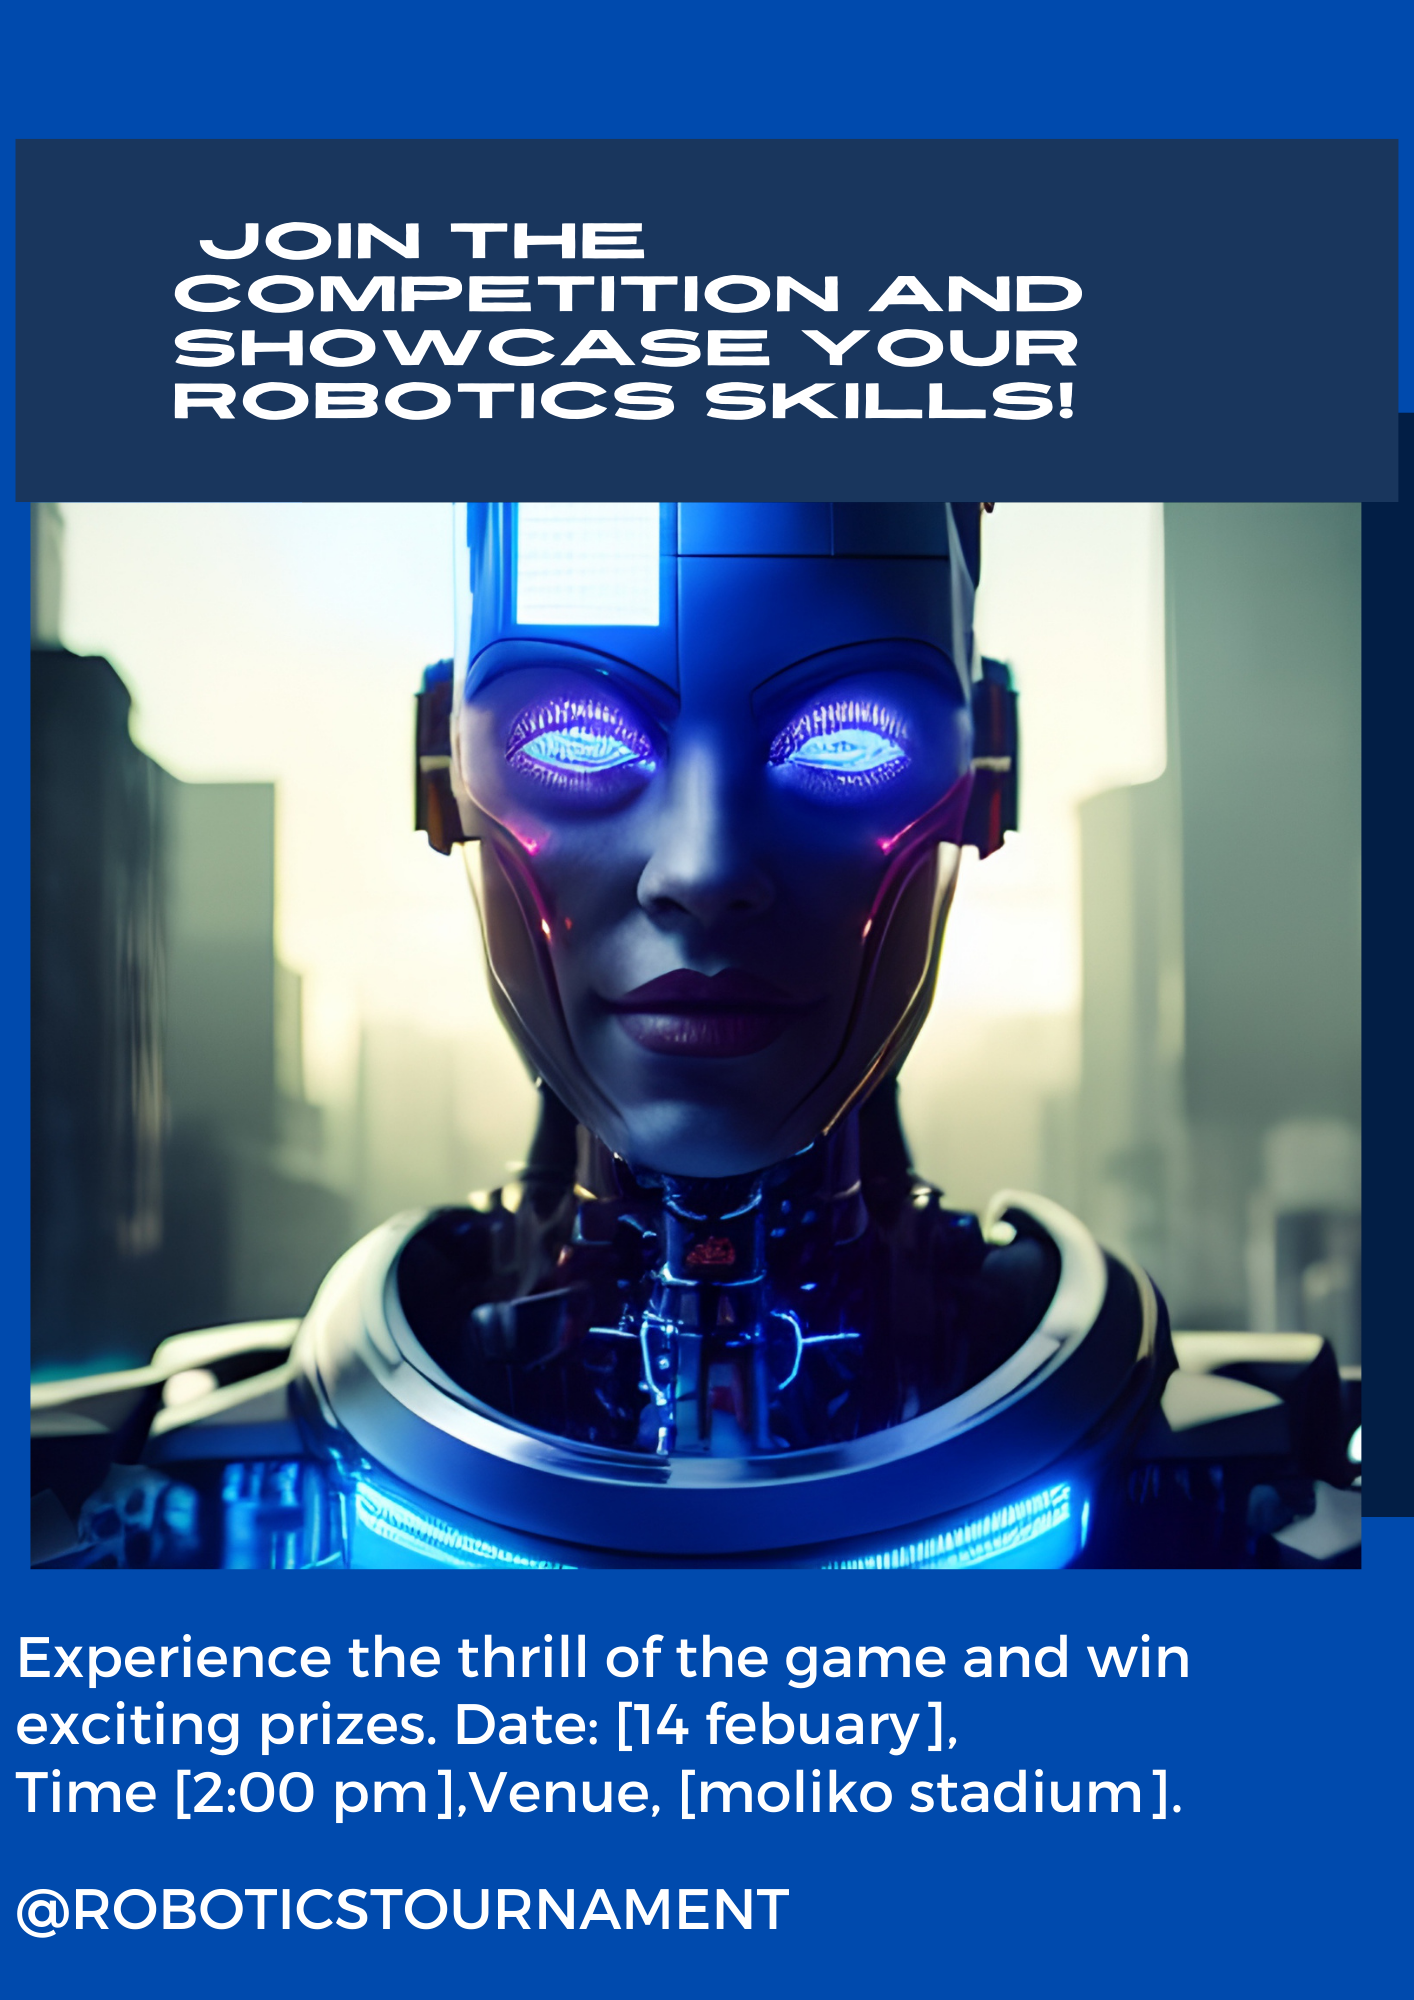 JOIN THE
COMPETITION AND
SHOWCASE YOUR
ROBOTICS SKILLS!
Experience the thrill of the game and win
exciting prizes. Date: [14 febuary],
Time [2:00 pm],Venue, [moliko stadium].
@ROBOTICSTOURNAMENT